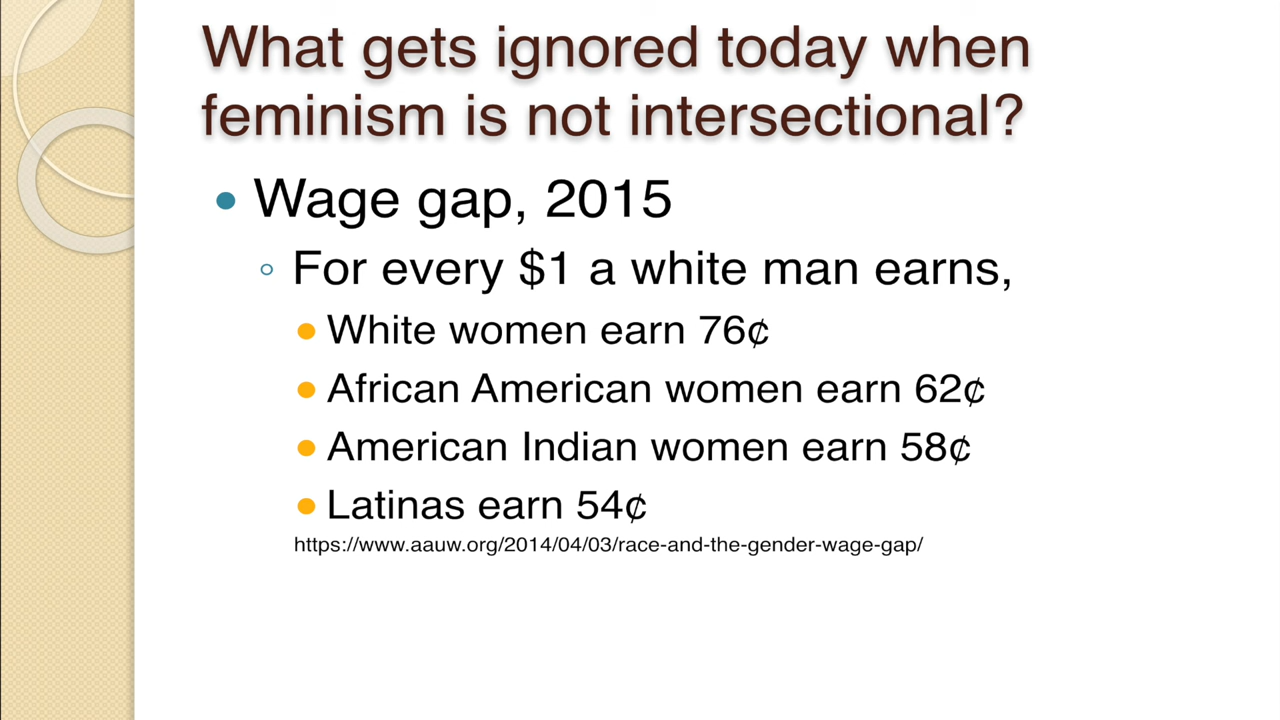 What gets ignored today when
feminism is not intersectional?
Wage gap, 2015
For every $1 a white man earns,
White women earn 76¢
African American women earn 62¢
American Indian women earn 58¢
Latinas earn 54¢
https://www.aauw.org/2014/04/03/race-and-the-gender-wage-gap/